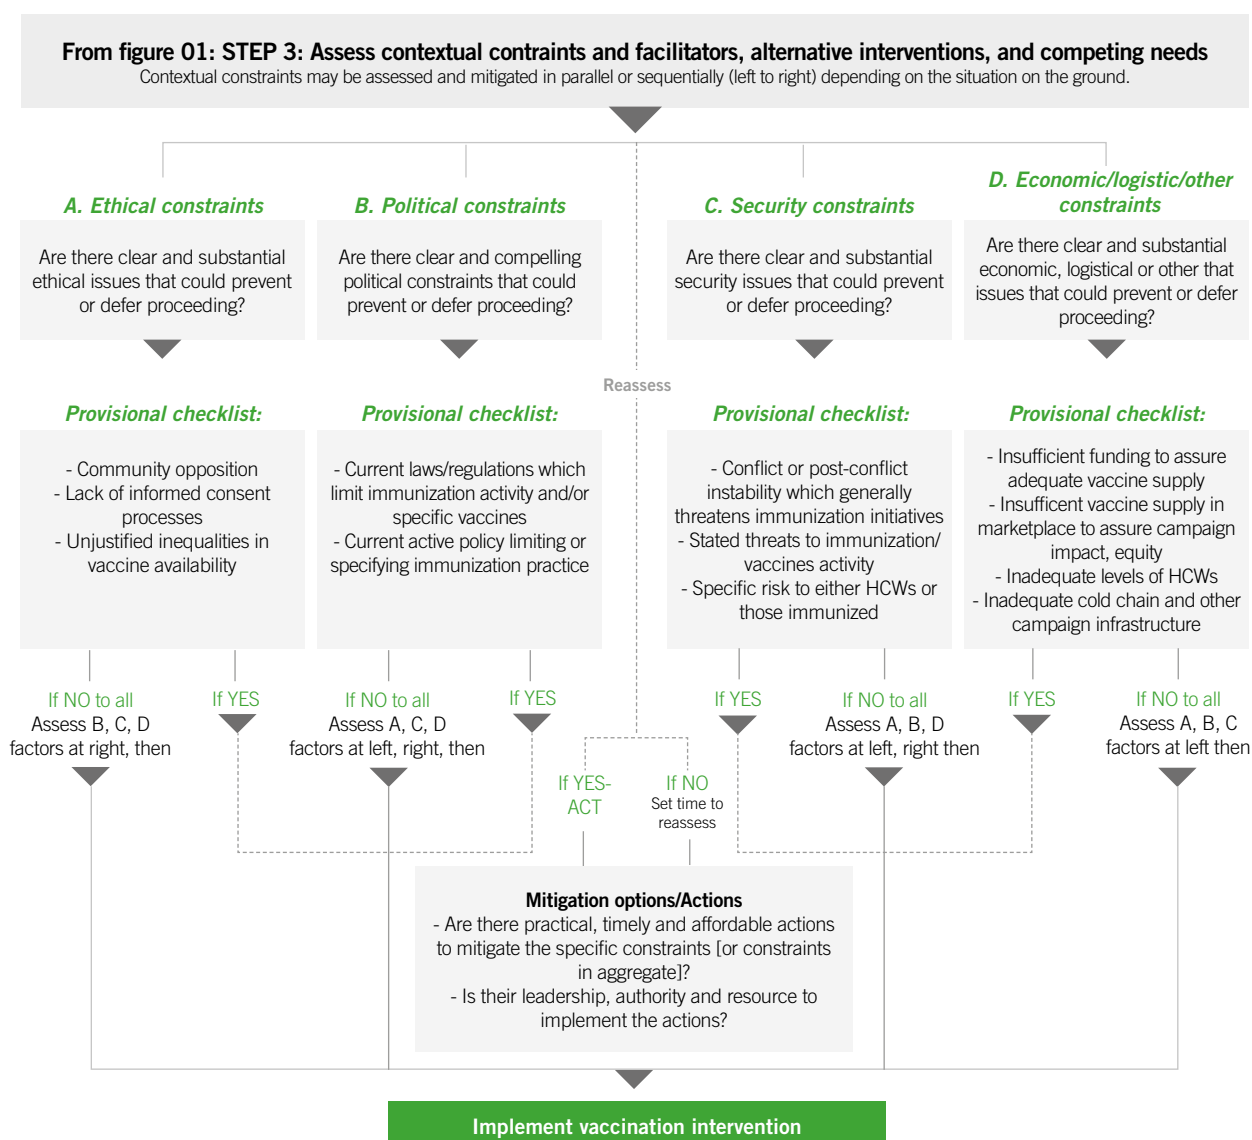 From figure 01: STEP 3: Assess contextual contraints and facilitators, alternative interventions, and competing needs
Contextual constraints may be assessed and mitigated in parallel or sequentially (left to right) depending on the situation on the ground.
A. Ethical constraints
Are there clear and substantial
ethical issues that could prevent
or defer proceeding?
B. Political constraints
Are there clear and compelling
political constraints that could
prevent or defer proceeding?
C. Security constraints
Are there clear and substantial
security issues that could prevent
or defer proceeding?
D. Economic/logistic/other
constraints
Are there clear and substantial
economic, logistical or other that
issues that could prevent or defer
proceeding?
Reassess
Provisional checklist:
- Community opposition
- Lack of informed consent
processes
- Unjustified inequalities in
vaccine availability
Provisional checklist:
- Current laws/regulations which
limit immunization activity and/or
specific vaccines
- Current active policy limiting or
specifying immunization practice
Provisional checklist:
- Conflict or post-conflict
instability which generally
threatens immunization initiatives
- Stated threats to immunization/
vaccines activity
- Specific risk to either HCWs or
those immunized
Provisional checklist:
- Insufficient funding to assure
adequate vaccine supply
- Insufficent vaccine supply in
marketplace to assure campaign
impact, equity
- Inadequate levels of HCWs
- Inadequate cold chain and other
campaign infrastructure
If NO to all
Assess B, C, D
factors at right, then
If YES
If NO to all
Assess A, C, D
factors at left, right, then
If YES
If YES
If NO to all
Assess A, B, D
factors at left, right then
If YES
If NO to all
Assess A, B, C
factors at left then
If YES-
ACT
If NO
Set time to
reassess
Mitigation options/Actions
- Are there practical, timely and affordable actions
to mitigate the specific constraints [or constraints
in aggregate]?
- Is their leadership, authority and resource to
implement the actions?
Implement vaccination intervention